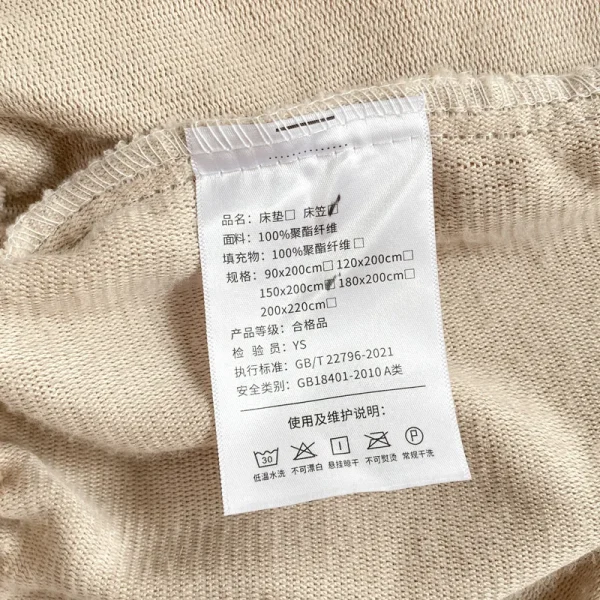 品名：床垫□ 床笠☑
面料：100%聚酯纤维
填充物：100%聚酯纤维□
规格：90x200cm□ 120x200cm□
150x200cm☑ 180x200cm□
200x220cm□
产品等级：合格品
检 验 员：YS
执行标准：GB/T 22796-2021
安全类别：GB18401-2010 A类
使用及维护说明：
30 P
低温水洗 不可漂白 悬挂晾干 不可熨烫 常规干洗